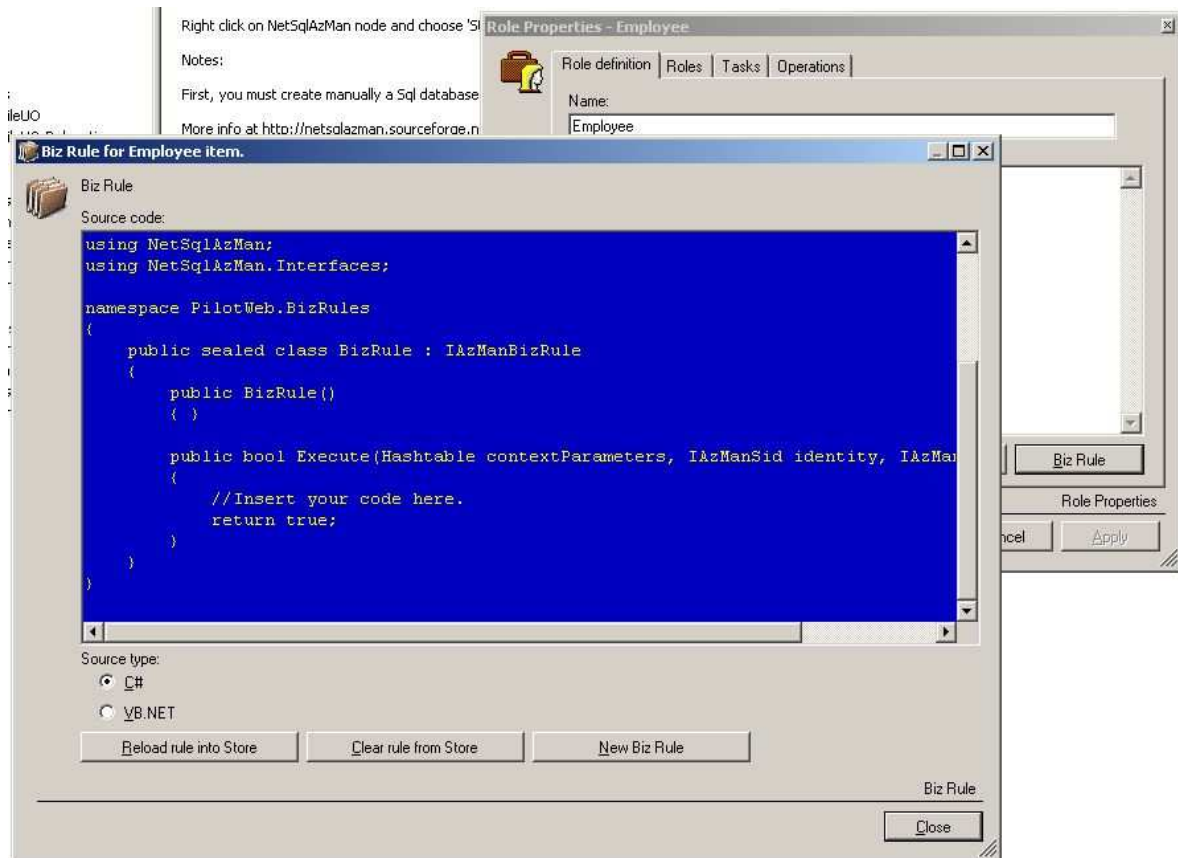 Right click on NetSqlAzMan node and choose
Notes:
First, you must create manually a Sql database
More info at http://netsqlazman.sourceforge.n
ileUO
Role Properties - Employee
Role definition
Roles
Tasks
Operations
Name:
Employee
Biz Rule
Role Properties
ncel
Apply
Biz Rule for Employee item.
Biz Rule
Source code:
using NetSqlAzMan;
using NetSqlAzMan.Interfaces;
namespace PilotWeb.BizRules
{
public sealed class BizRule : IAzManBizRule
{
public BizRule()
{ }
public bool Execute(Hashtable contextParameters, IAzManSid identity, IAzMan
{
//Insert your code here.
return true;
}
}
}
Source type:
C#
VB.NET
Reload rule into Store
Clear rule from Store
New Biz Rule
Biz Rule
Close